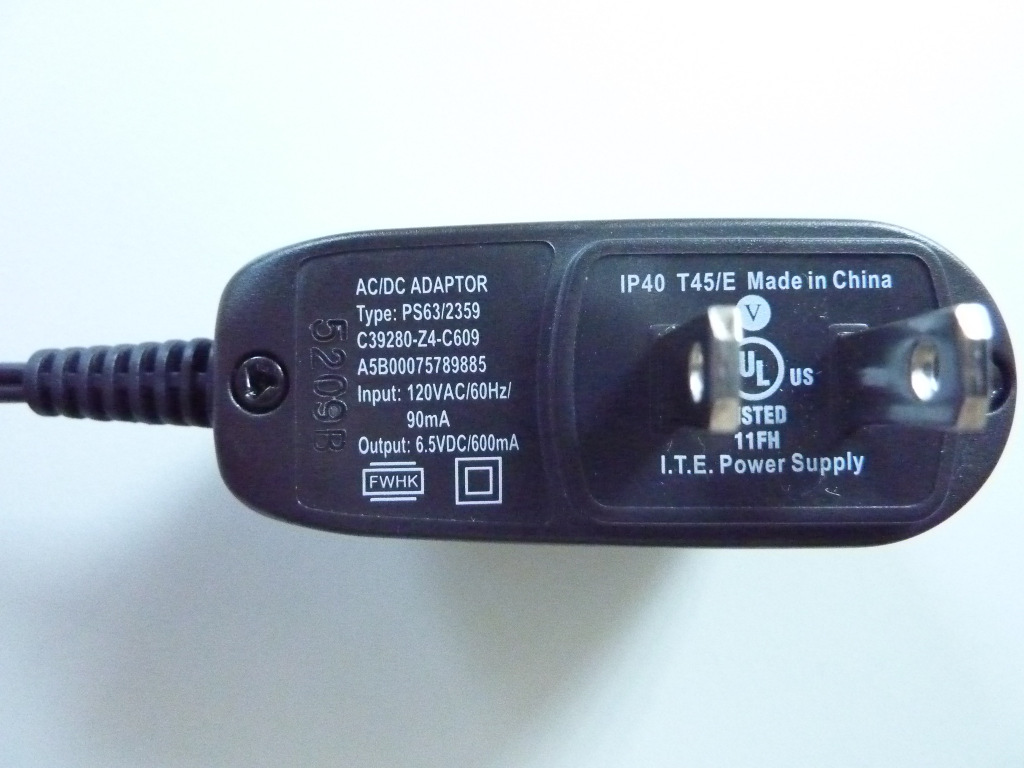 AC/DC ADAPTOR
Type: PS63/2359
C39280-Z4-C609
A5B00075789885
Input: 120VAC/60Hz/
90mA
Output: 6.5VDC/600mA
FWHK
5209B
IP40 T45/E Made in China
V
UL US
11FH
I.T.E. Power Supply